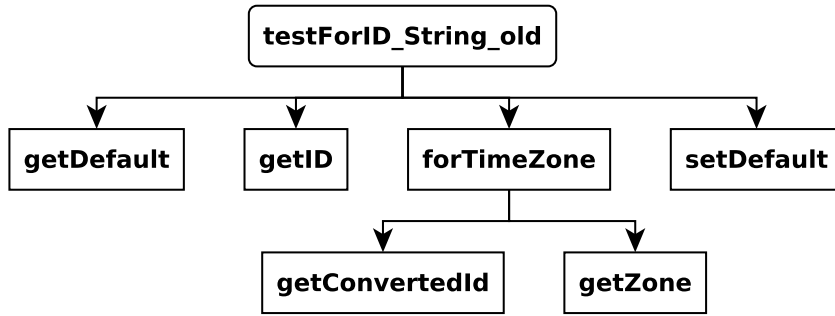 testForID_String_old
getDefault
getID
forTimeZone
setDefault
getConvertedId
getZone